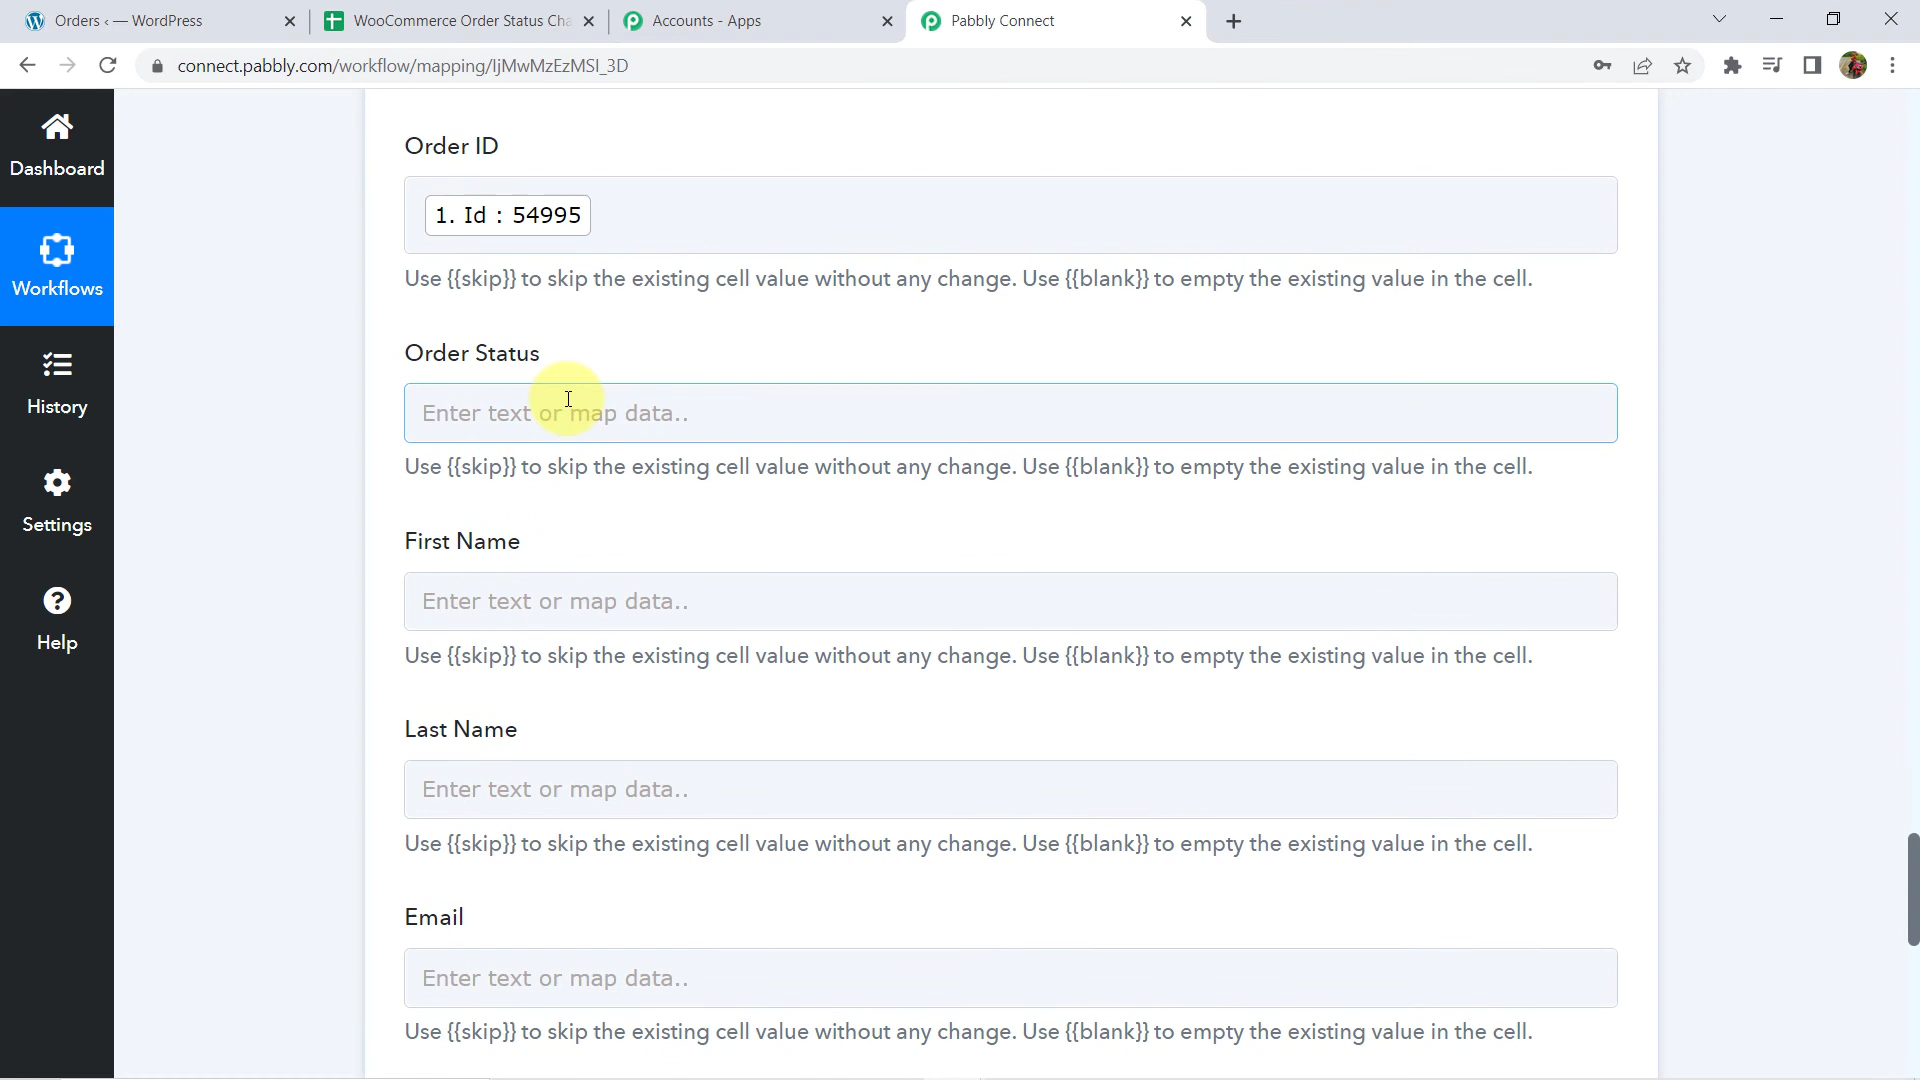 Orders ‹ — WordPress
WooCommerce Order Status Cha
Accounts - Apps
Pabbly Connect
connect.pabbly.com/workflow/mapping/IjMwMzEzMSI_3D
Dashboard
Workflows
History
Settings
Help
Order ID
1. Id : 54995
Use {{skip}} to skip the existing cell value without any change. Use {{blank}} to empty the existing value in the cell.
Order Status
Enter text or map data..
Use {{skip}} to skip the existing cell value without any change. Use {{blank}} to empty the existing value in the cell.
First Name
Enter text or map data..
Use {{skip}} to skip the existing cell value without any change. Use {{blank}} to empty the existing value in the cell.
Last Name
Enter text or map data..
Use {{skip}} to skip the existing cell value without any change. Use {{blank}} to empty the existing value in the cell.
Email
Enter text or map data..
Use {{skip}} to skip the existing cell value without any change. Use {{blank}} to empty the existing value in the cell.